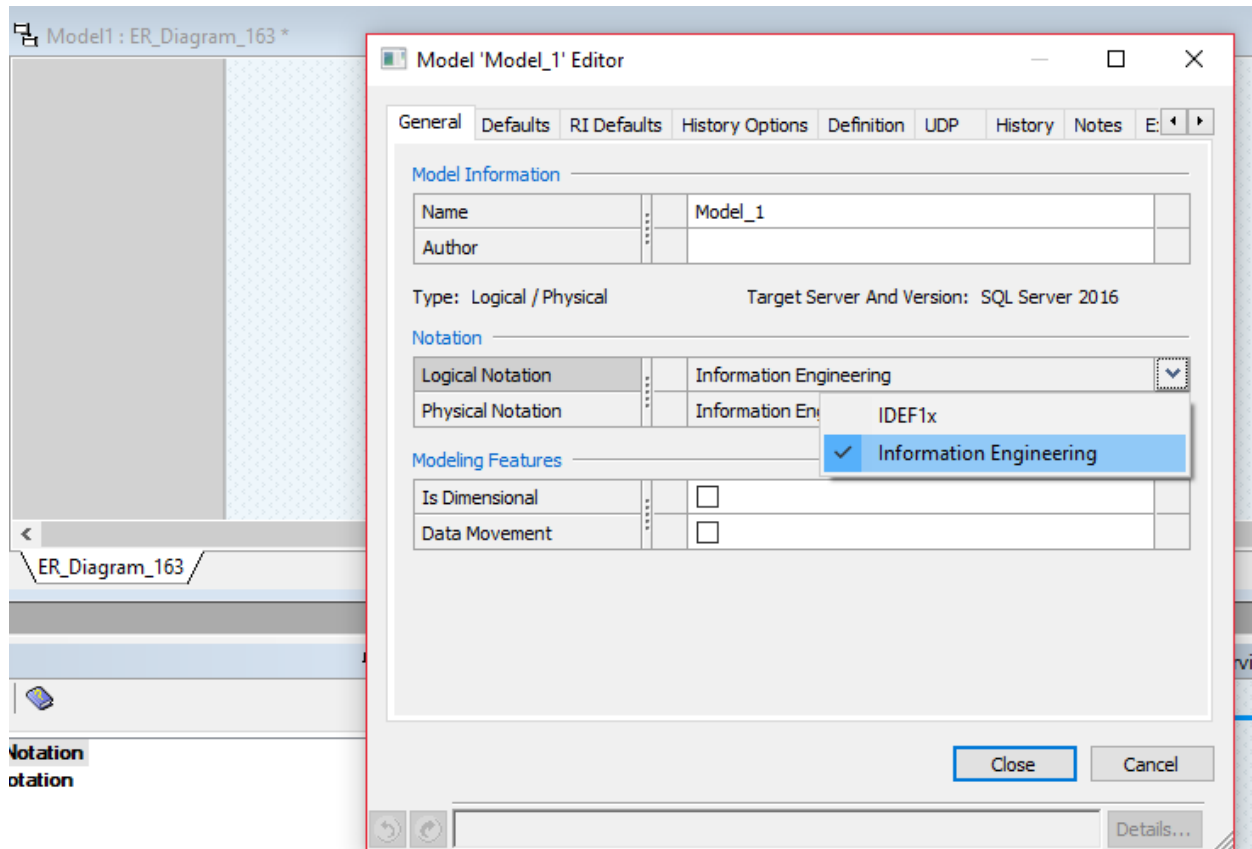 Model1 : ER_Diagram_163 *
Model 'Model_1' Editor
General Defaults RI Defaults History Options Definition UDP History Notes
Model Information
Name Model_1
Author
Type: Logical / Physical Target Server And Version: SQL Server 2016
Notation
Logical Notation Information Engineering
Physical Notation Information
IDEF1x
Information Engineering
Modeling Features
Is Dimensional
Data Movement
ER_Diagram_163
Notation
otation
Close Cancel
Details...